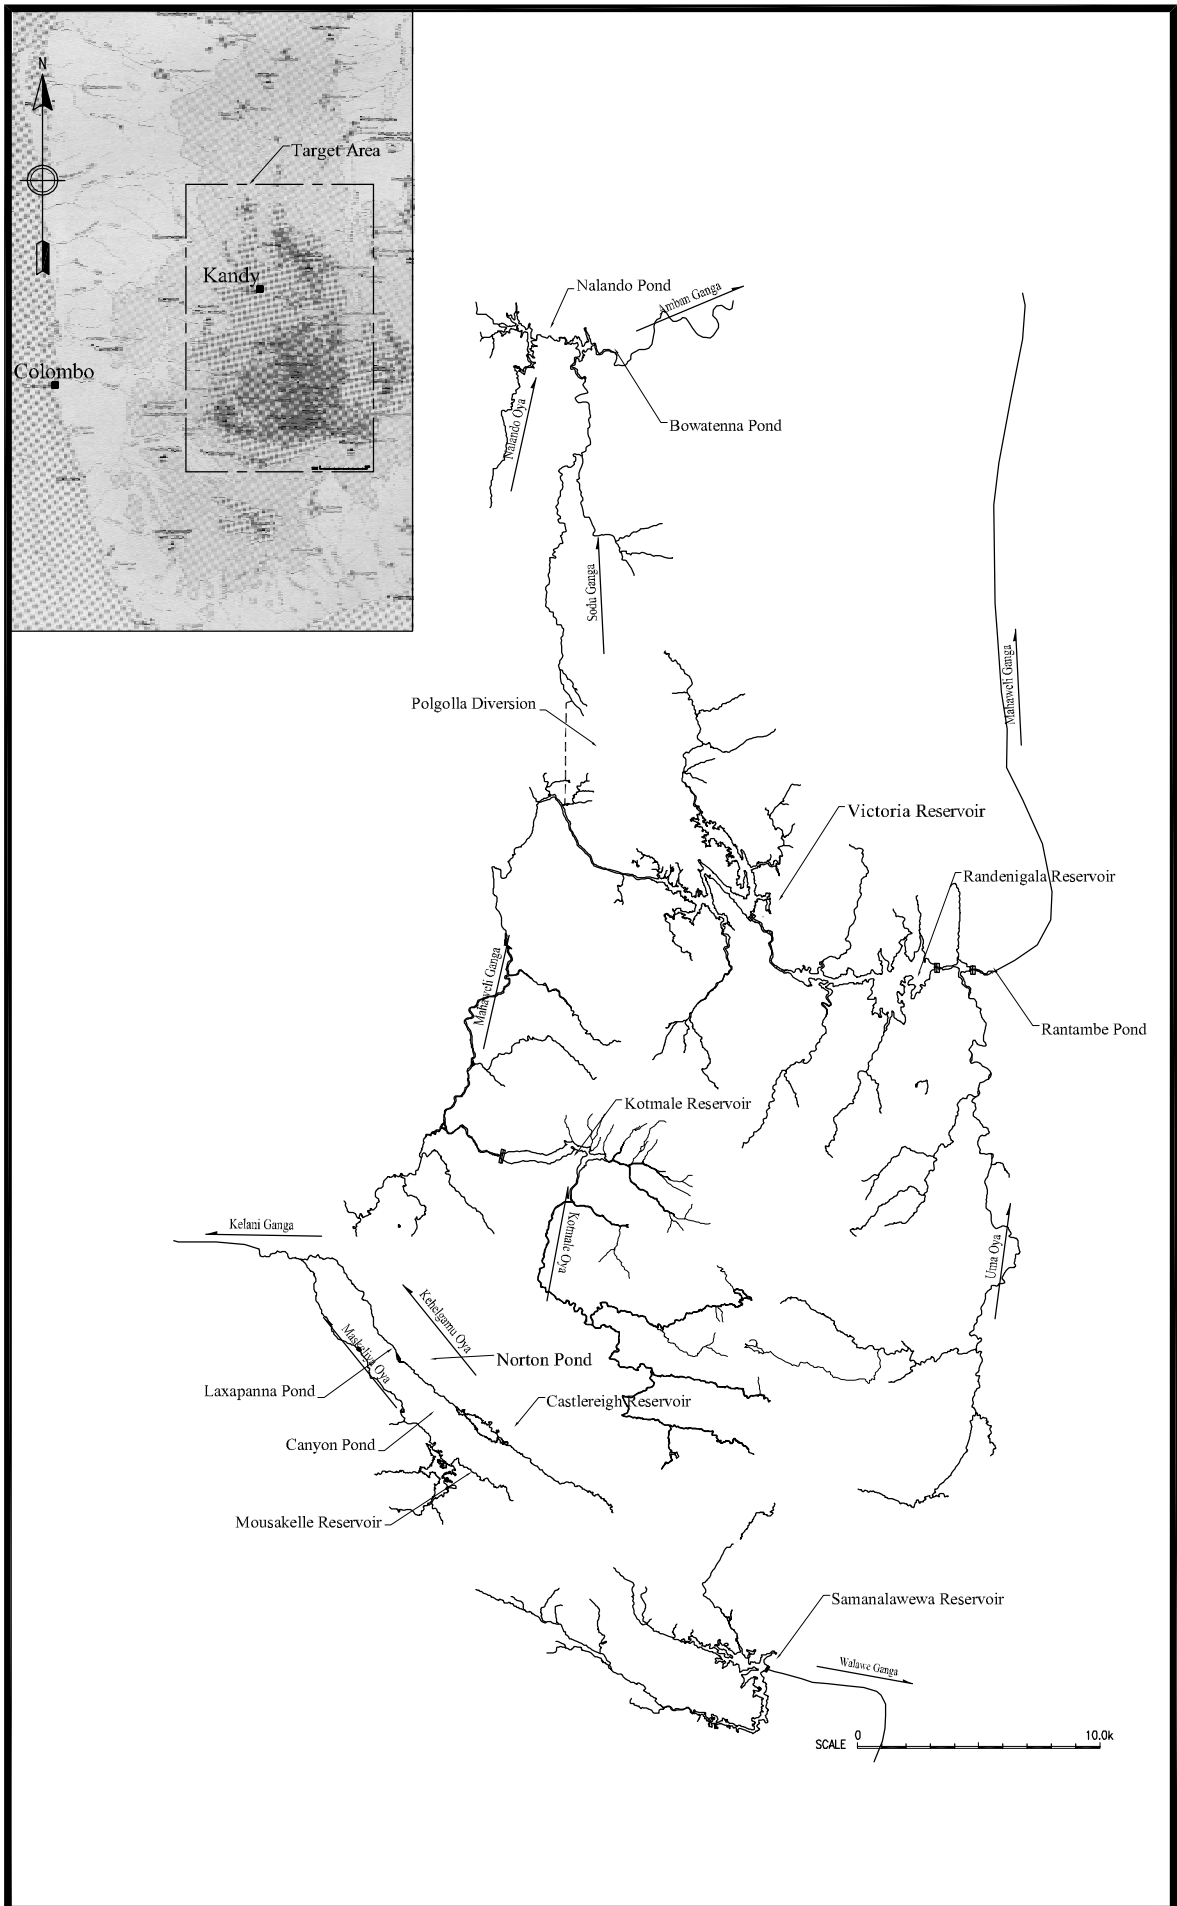 N
Target Area
Kandy
Colombo
Nalando Pond
Amban Ganga
Nalando Oya
Bowatenna Pond
Sodu Ganga
Mahaweli Ganga
Polgolla Diversion
Victoria Reservoir
Randenigala Reservoir
Mahaweli Ganga
Rantambe Pond
Kotmale Reservoir
Kelani Ganga
Kotmale Oya
Uma Oya
Kehelgamu Oya
Maskeliya Oya
Norton Pond
Laxapanna Pond
Castlereigh Reservoir
Canyon Pond
Mousakelle Reservoir
Samanalawewa Reservoir
Walawe Ganga
SCALE 0 10.0k